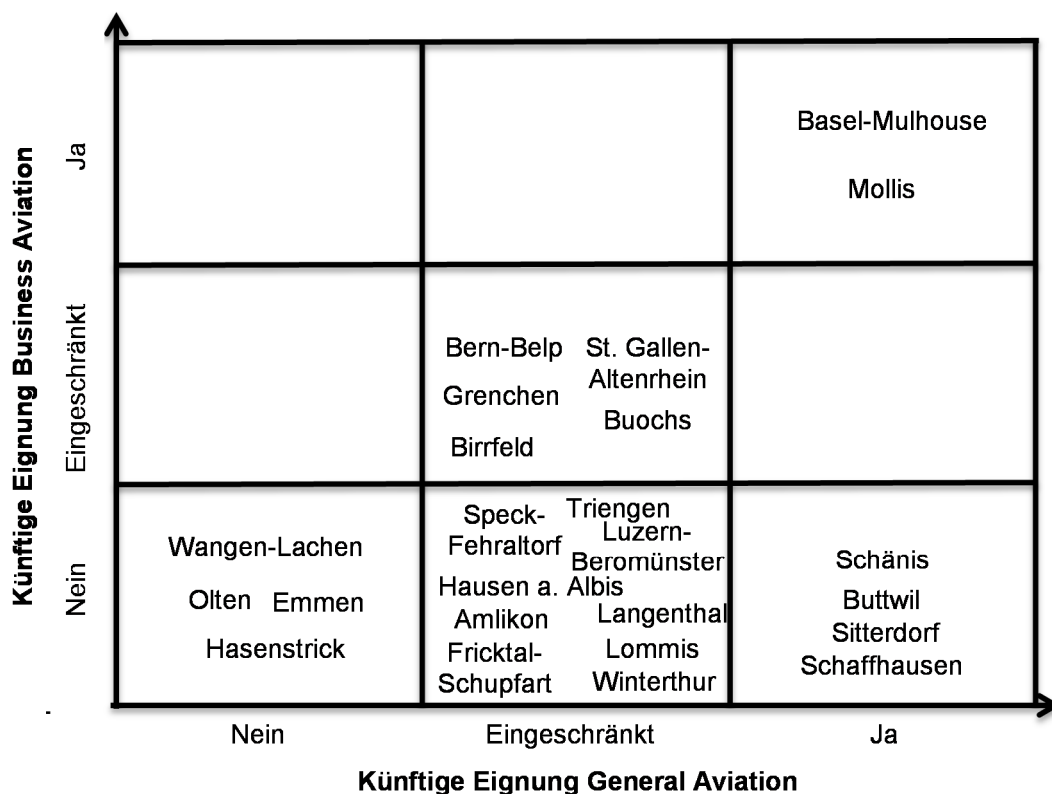 Künftige Eignung Business Aviation
Ja
Basel-Mulhouse
Mollis
Eingeschränkt
Bern-Belp
Grenchen
Birrfeld
St. Gallen-
Altenrhein
Buochs
Nein
Wangen-Lachen
Olten
Emmen
Hasenstrick
Speck-
Fehraltorf
Triengen
Luzern-
Beromünster
Hausen a. Albis
Amlikon
Langenthal
Fricktal-
Schupfart
Lommis
Winterthur
Schänis
Buttwil
Sitterdorf
Schaffhausen
Nein
Eingeschränkt
Ja
Künftige Eignung General Aviation